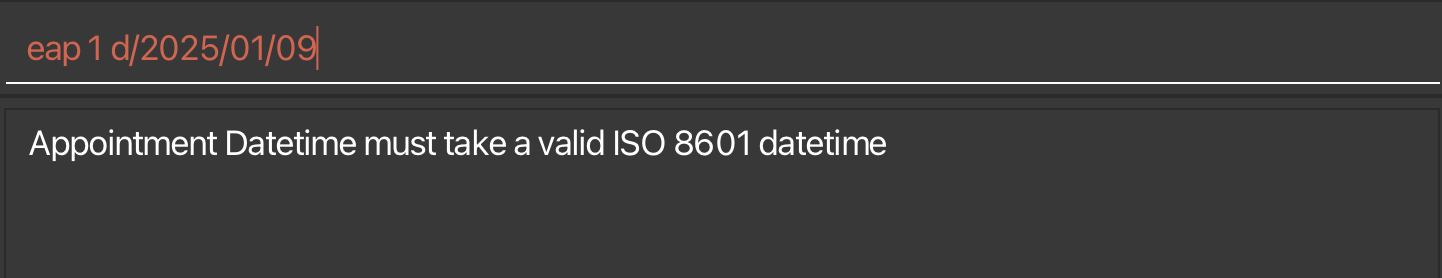 eap 1 d/2025/01/09
Appointment Datetime must take a valid ISO 8601 datetime